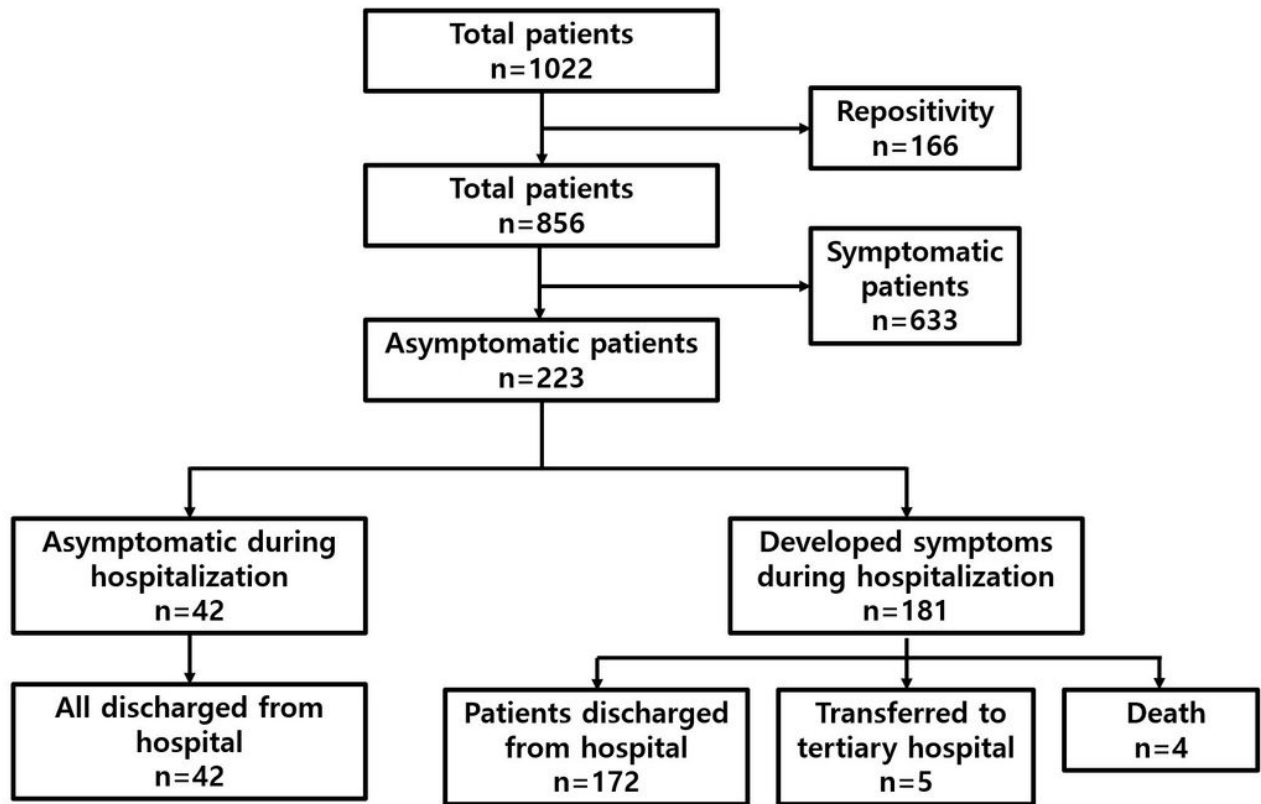 Total patients
n=1022
Repositivity
n=166
Total patients
n=856
Symptomatic
patients
n=633
Asymptomatic patients
n=223
Asymptomatic during
hospitalization
n=42
Developed symptoms
during hospitalization
n=181
All discharged from
hospital
n=42
Patients discharged
from hospital
n=172
Transferred to
tertiary hospital
n=5
Death
n=4